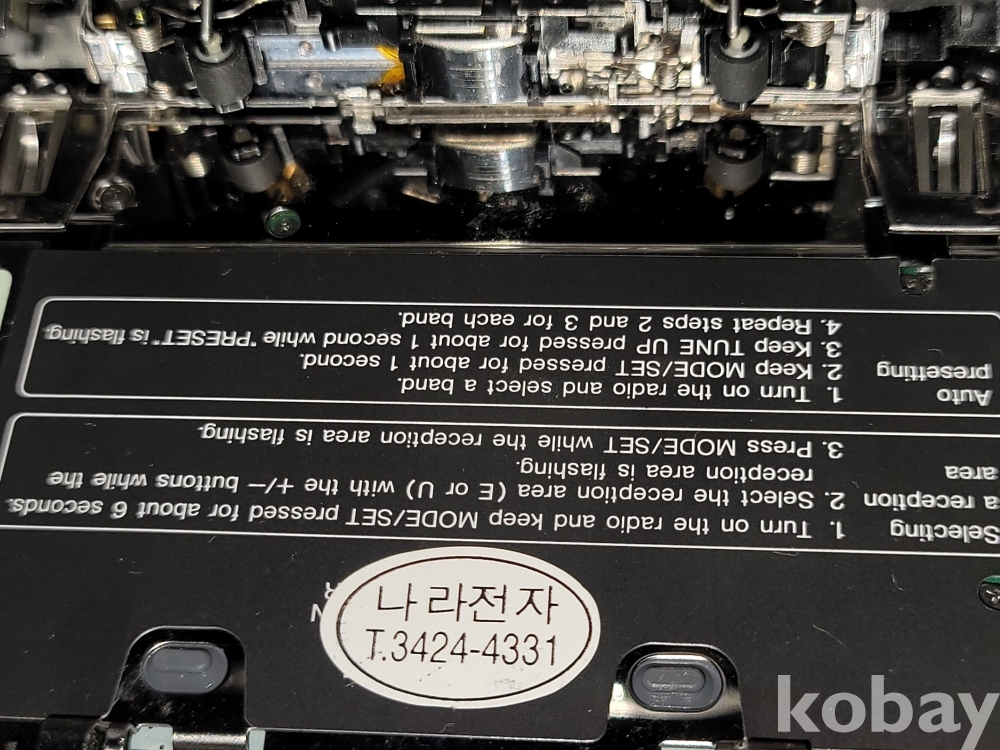 Selecting
a reception
area
1. Turn on the radio and keep MODE/SET pressed for about 6 seconds.
2. Select the reception area (E or U) with the +/− buttons while the
reception area is flashing.
3. Press MODE/SET while the reception area is flashing.
Auto
presetting
1. Turn on the radio and select a band.
2. Keep MODE/SET pressed for about 1 second.
3. Keep TUNE UP pressed for about 1 second while "PRESET" is flashing.
4. Repeat steps 2 and 3 for each band.
나라전자
T.3424-4331
kobay